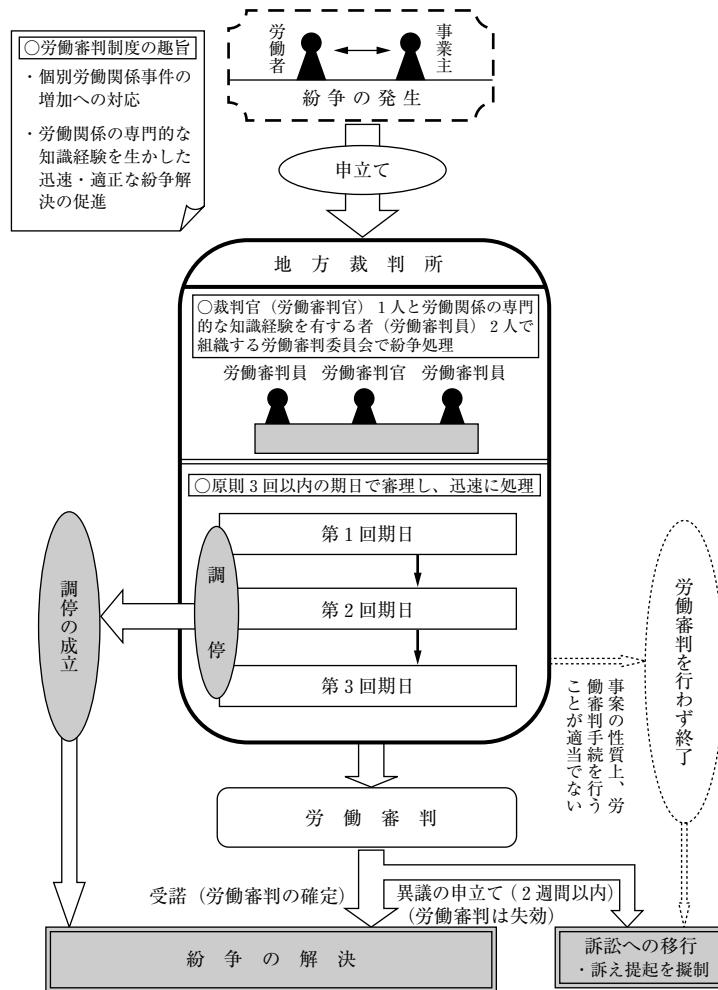 ○労働審判制度の趣旨
・個別労働関係事件の
増加への対応
・労働関係の専門的な
知識経験を生かした
迅速・適正な紛争解
決の促進
労働者
事業主
紛争の発生
申立て
地方裁判所
○裁判官（労働審判官）1人と労働関係の専門
的な知識経験を有する者（労働審判員）2人で
組織する労働審判委員会で紛争処理
労働審判員 労働審判官 労働審判員
○原則3回以内の期日で審理し、迅速に処理
第1回期日
第2回期日
第3回期日
調停
調停の成立
事案の性質上、労
働審判手続を行う
ことが適当でない
労働審判を行わず終了
労働審判
受諾（労働審判の確定）
異議の申立て（2週間以内）
（労働審判は失効）
紛争の解決
訴訟への移行
・訴え提起を擬制